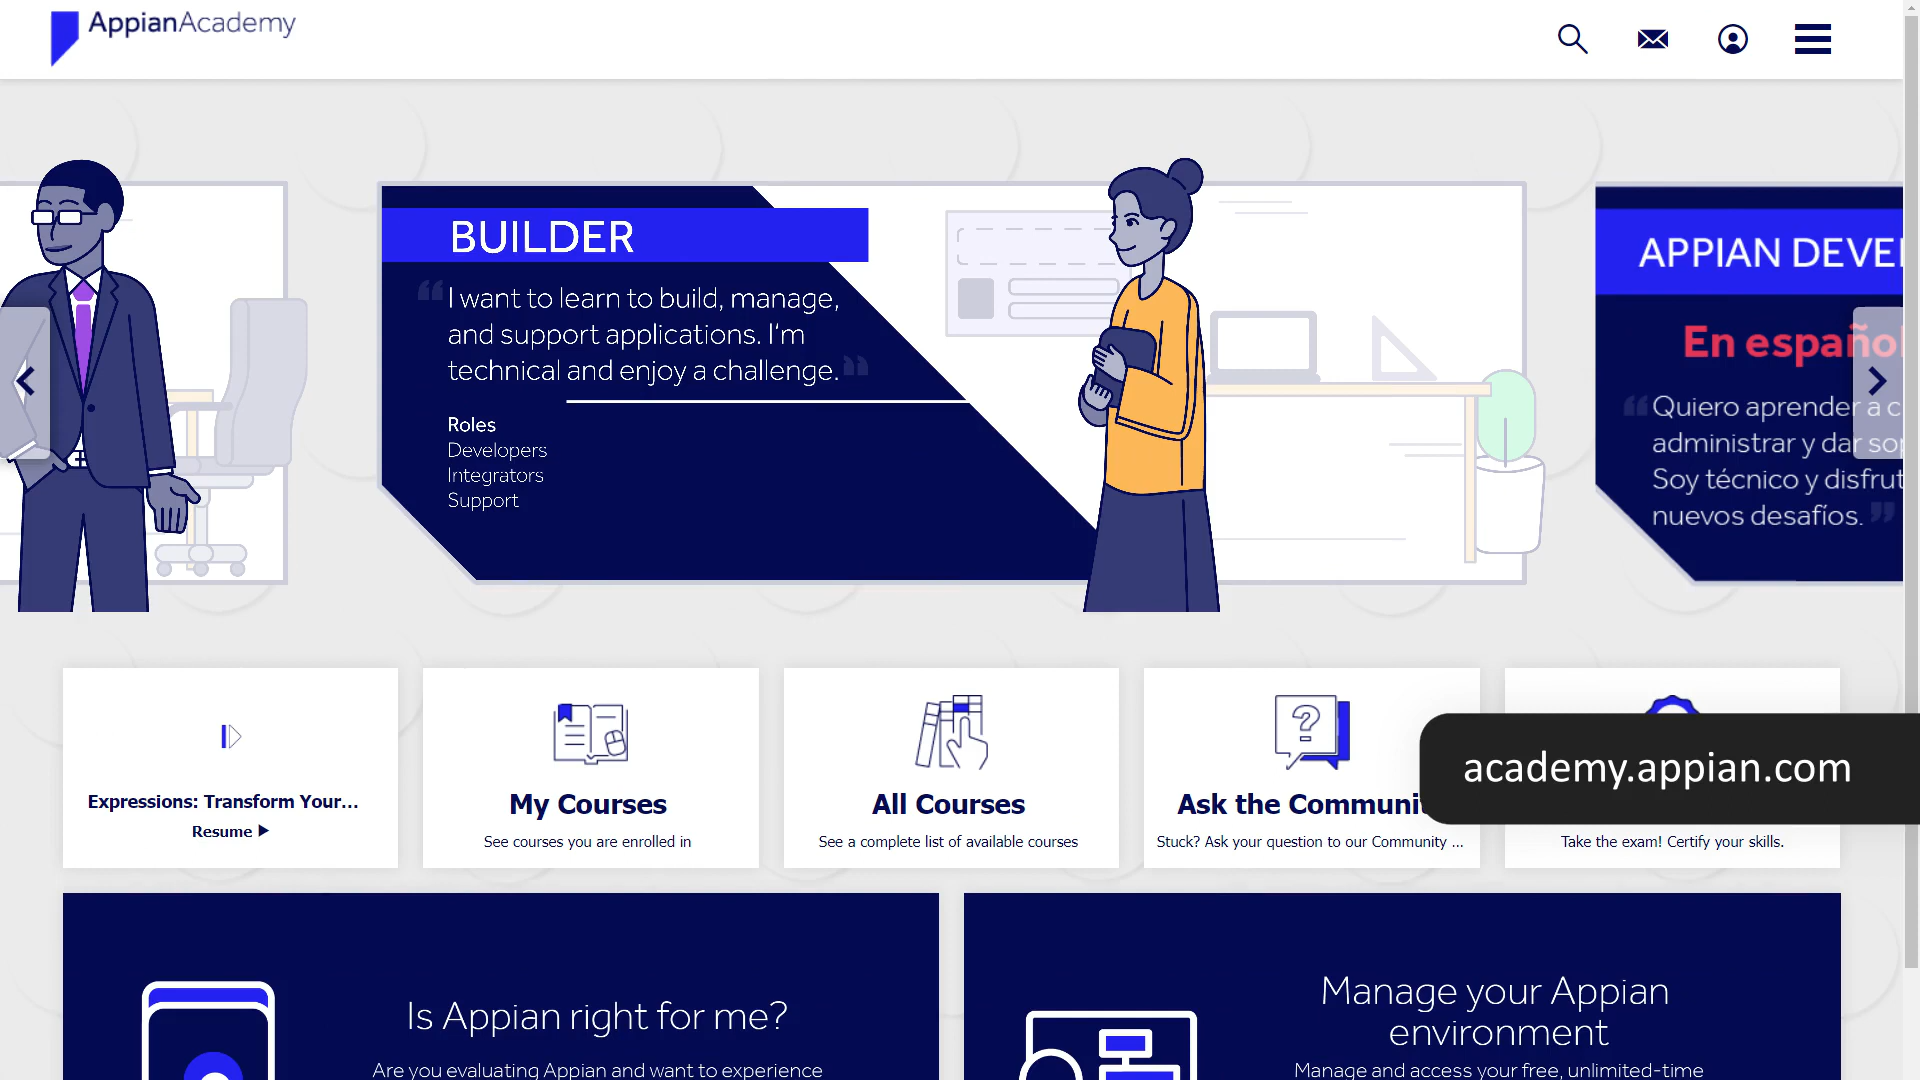 AppianAcademy
BUILDER
“I want to learn to build, manage,
and support applications. I'm
technical and enjoy a challenge.”
Roles
Developers
Integrators
Support
APPIAN DEVE
En español
“Quiero aprender a c
administrar y dar so
Soy técnico y disfrut
nuevos desafíos.”
Expressions: Transform Your...
Resume
My Courses
See courses you are enrolled in
All Courses
See a complete list of available courses
Ask the Communi
Stuck? Ask your question to our Community ...
academy.appian.com
Take the exam! Certify your skills.
Is Appian right for me?
Are you evaluating Appian and want to experience
Manage your Appian
environment
Manage and access your free, unlimited-time